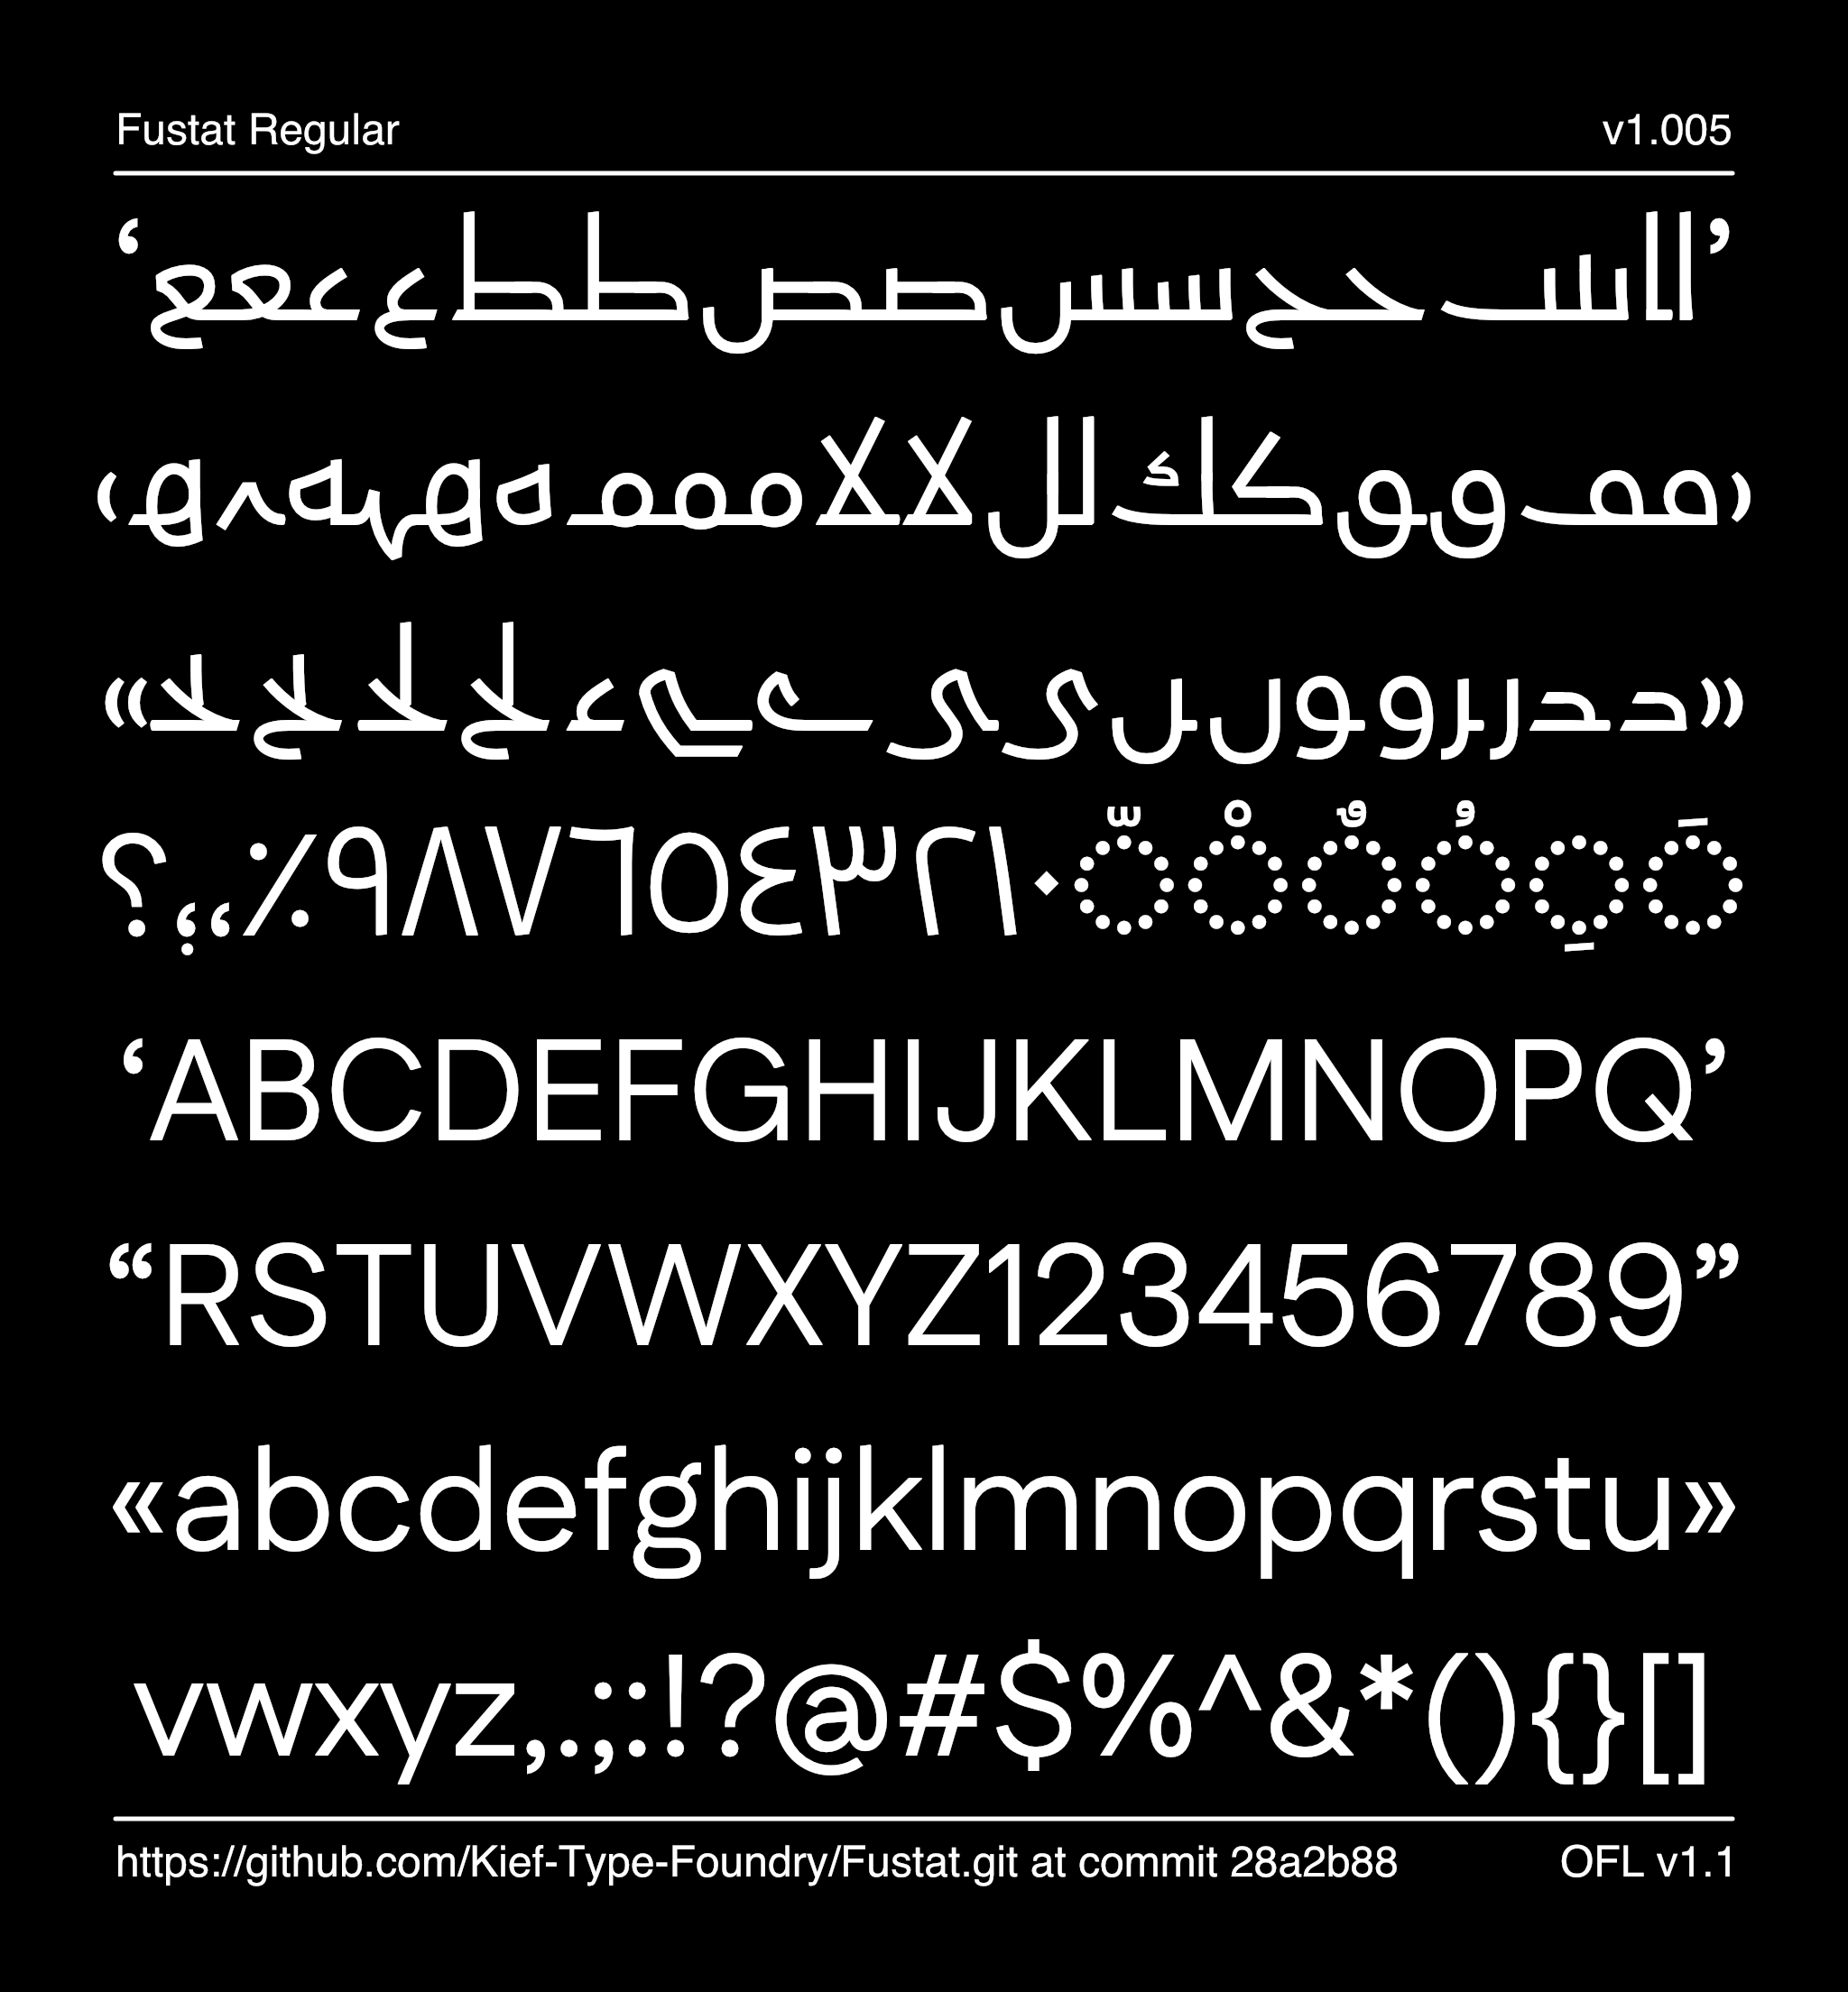 Fustat Regular
v1.005
◌َ◌ِ◌ُ◌ٌ◌ْ◌ّ٠١٢٣٤٥٦٧٨٩٪،؛؟
‘ABCDEFGHIJKLMNOPQ’
“RSTUVWXYZ123456789”
«abcdefghijklmnopqrstu»
vwxyz,.;:!?@#$%^&*(){}[]
https://github.com/Kief-Type-Foundry/Fustat.git at commit 28a2b88
OFL v1.1